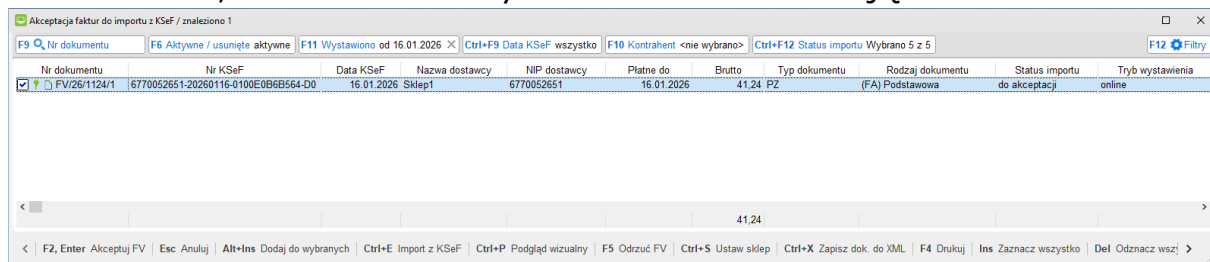 Akceptacja faktur do importu z KSeF / znaleziono 1
F9 Nr dokumentu F6 Aktywne / usunięte aktywne F11 Wystawiono od 16.01.2026 Ctrl+F9 Data KSeF wszystko F10 Kontrahent <nie wybrano> Ctrl+F12 Status importu Wybrano 5 z 5 F12 Filtry
Nr dokumentu Nr KSeF Data KSeF Nazwa dostawcy NIP dostawcy Płatne do Brutto Typ dokumentu Rodzaj dokumentu Status importu Tryb wystawienia
FV/26/1124/1 6770052651-20260116-0100E0B6B564-D0 16.01.2026 Sklep1 6770052651 16.01.2026 41,24 PZ (FA) Podstawowa do akceptacji online
41,24
F2, Enter Akceptuj FV Esc Anuluj Alt+Ins Dodaj do wybranych Ctrl+E Import z KSeF Ctrl+P Podgląd wizualny F5 Odrzuć FV Ctrl+S Ustaw sklep Ctrl+X Zapisz dok. do XML F4 Drukuj Ins Zaznacz wszystko Del Odznacz wsz